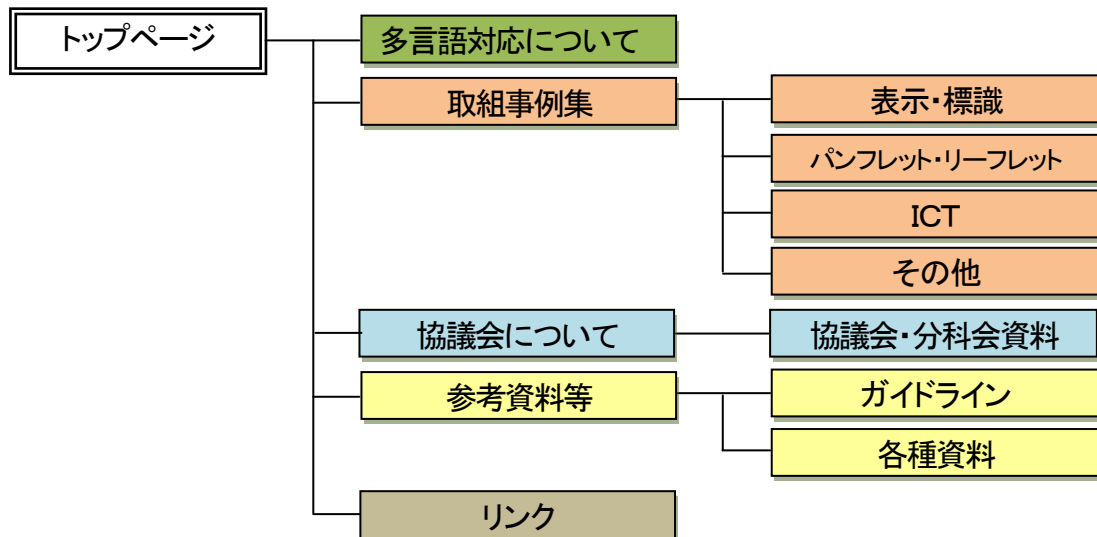 トップページ
多言語対応について
取組事例集
表示・標識
パンフレット・リーフレット
ICT
その他
協議会について
協議会・分科会資料
参考資料等
ガイドライン
各種資料
リンク